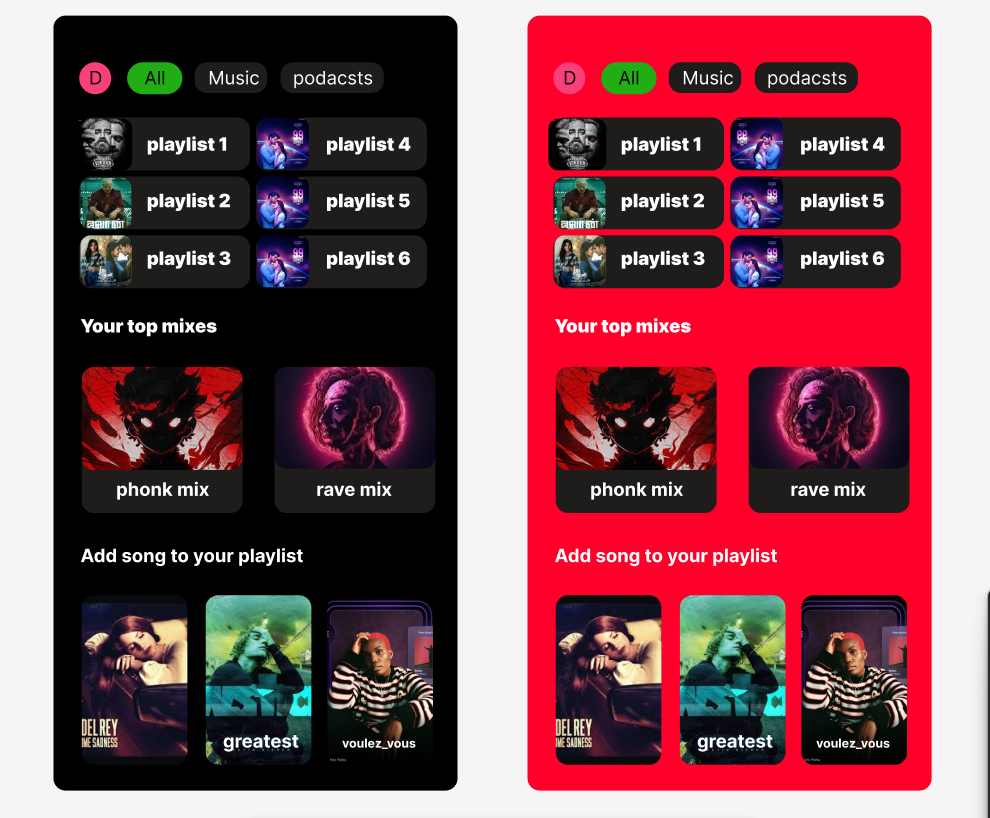 D All Music podacsts
playlist 1 playlist 4
playlist 2 playlist 5
playlist 3 playlist 6
Your top mixes
phonk mix rave mix
Add song to your playlist
DEL REY
IME SADNESS
greatest
voulez_vous
D All Music podacsts
playlist 1 playlist 4
playlist 2 playlist 5
playlist 3 playlist 6
Your top mixes
phonk mix rave mix
Add song to your playlist
DEL REY
IME SADNESS
greatest
voulez_vous